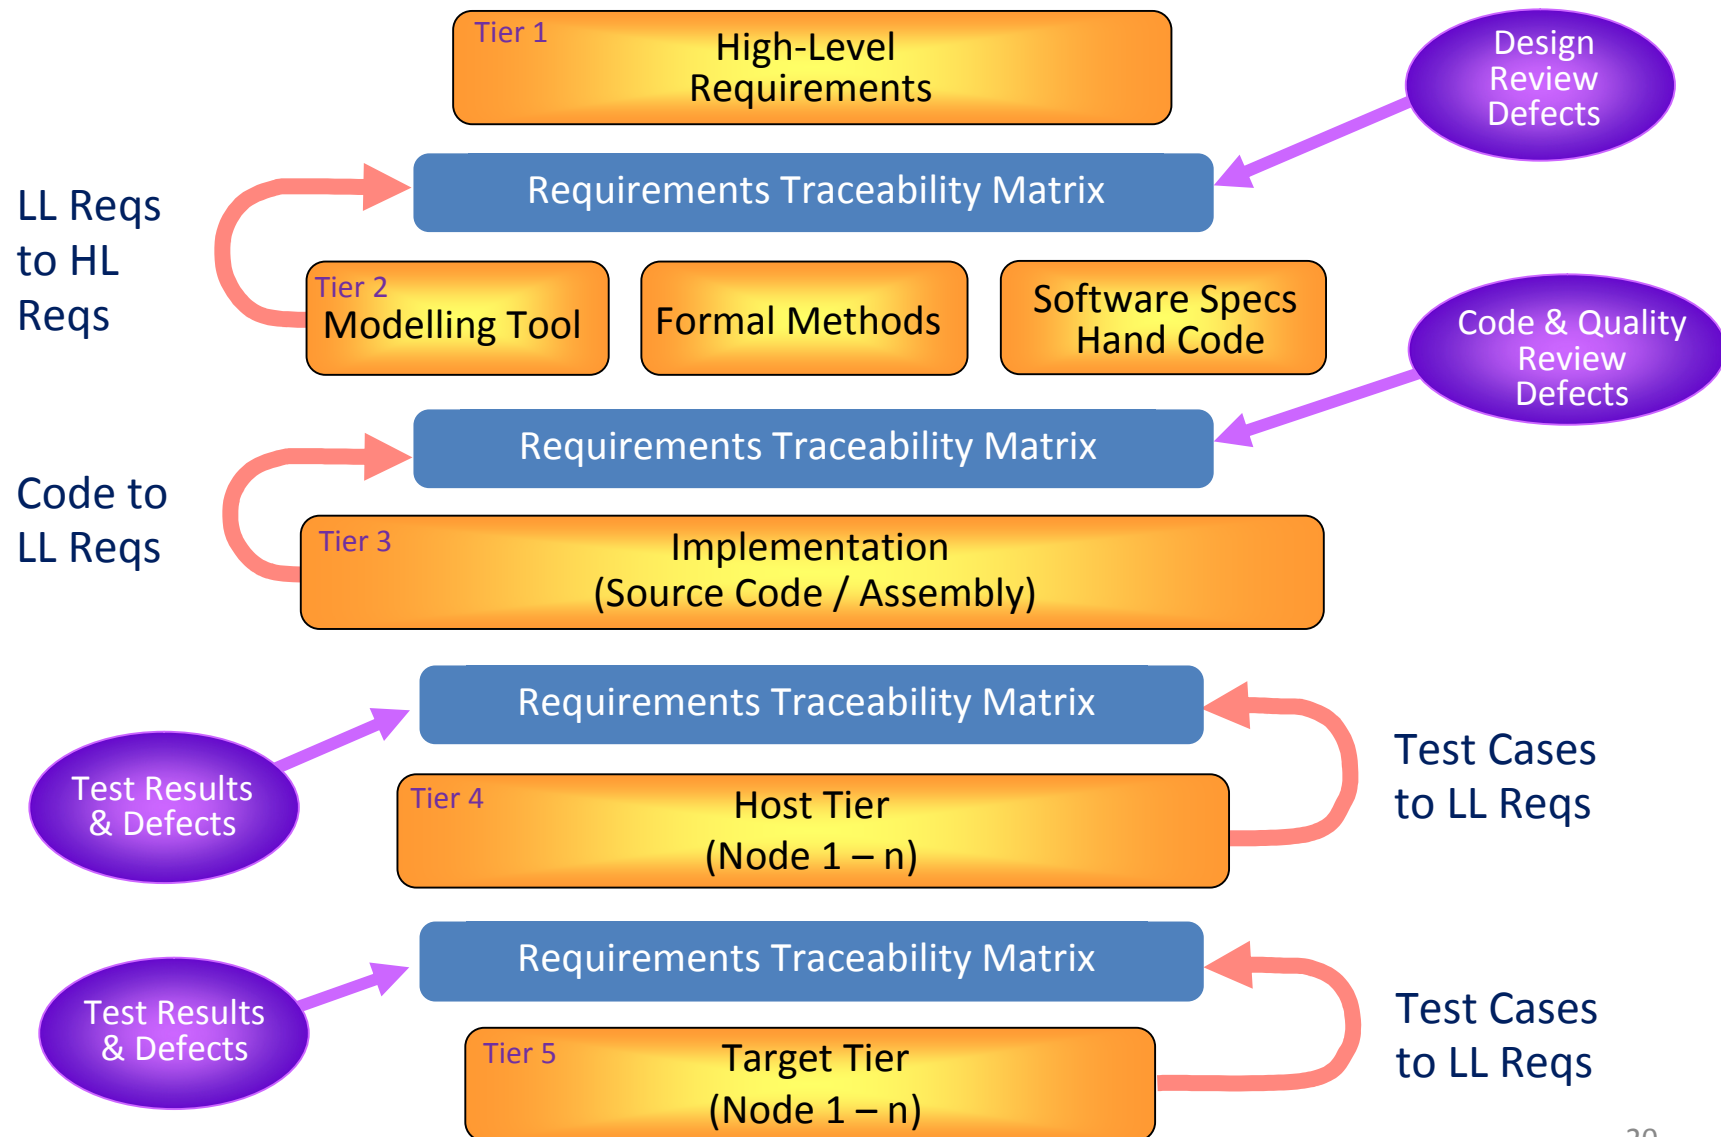 Tier 1
High-Level
Requirements
Design
Review
Defects
Requirements Traceability Matrix
LL Reqs
to HL
Reqs
Tier 2
Modelling Tool
Formal Methods
Software Specs
Hand Code
Code & Quality
Review
Defects
Requirements Traceability Matrix
Code to
LL Reqs
Tier 3
Implementation
(Source Code / Assembly)
Requirements Traceability Matrix
Test Results
& Defects
Tier 4
Host Tier
(Node 1 – n)
Test Cases
to LL Reqs
Requirements Traceability Matrix
Test Results
& Defects
Tier 5
Target Tier
(Node 1 – n)
Test Cases
to LL Reqs